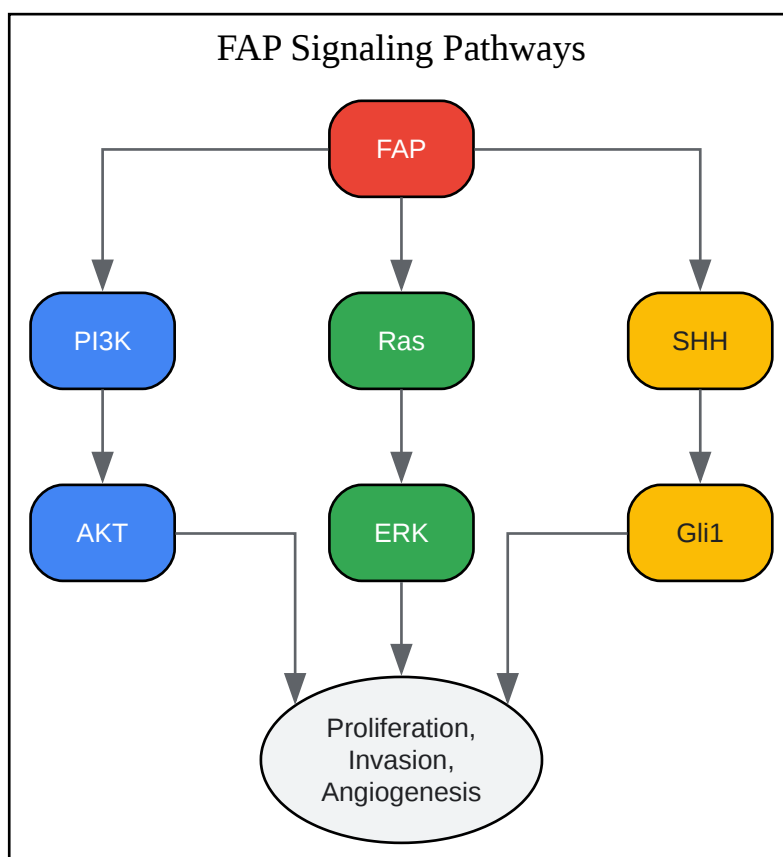 FAP Signaling Pathways
FAP
PI3K
Ras
SHH
AKT
ERK
Gli1
Proliferation,
Invasion,
Angiogenesis